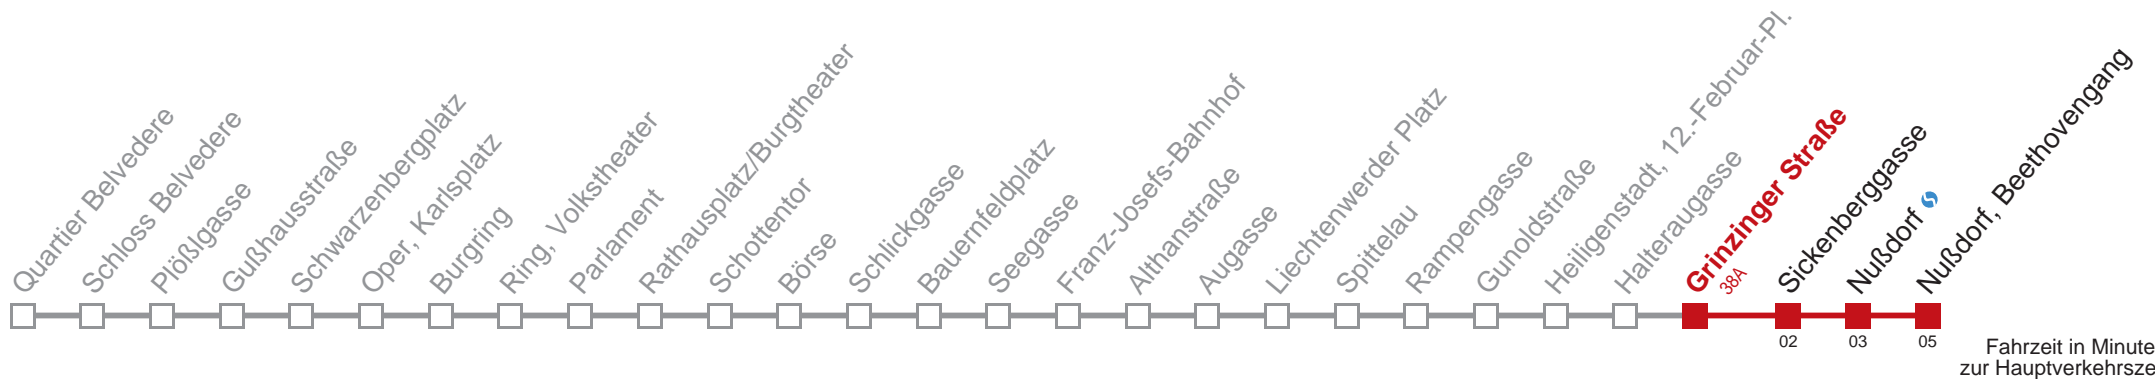 Quartier Belvedere
Schloss Belvedere
Plößlgasse
Gußhausstraße
Schwarzenbergplatz
Oper, Karlsplatz
Burgring
Ring, Volkstheater
Parlament
Rathausplatz/Burgtheater
Schottentor
Börse
Schlickgasse
Bauernfeldplatz
Seegasse
Franz-Josefs-Bahnhof
Althanstraße
Augasse
Liechtenwerder Platz
Spittelau
Rampengasse
Gunoldstraße
Heiligenstadt, 12.-Februar-Pl.
Halteraugasse
Grinzinger Straße
38A
Sickenberggasse
Nußdorf
Nußdorf, Beethovengang
02 03 05
Fahrzeit in Minute
zur Hauptverkehrsze